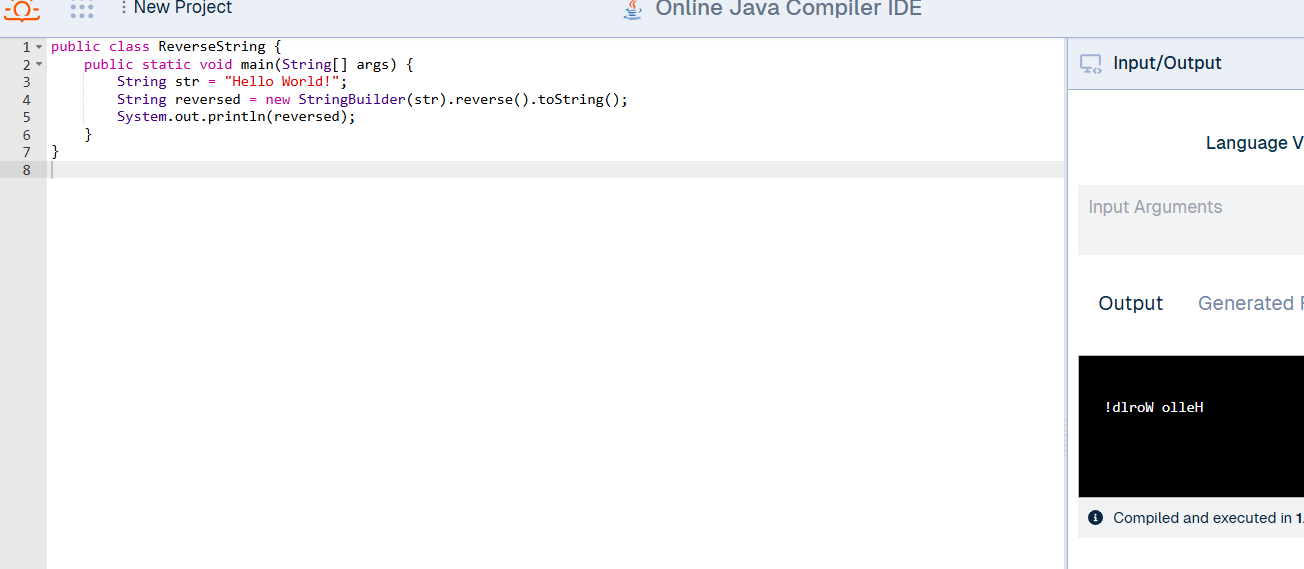 New Project
Online Java Compiler IDE
1 public class ReverseString {
2 public static void main(String[] args) {
3 String str = "Hello World!";
4 String reversed = new StringBuilder(str).reverse().toString();
5 System.out.println(reversed);
6 }
7 }
8
Input/Output
Language V
Input Arguments
Output Generated
!dlroW olleH
Compiled and executed in 1.